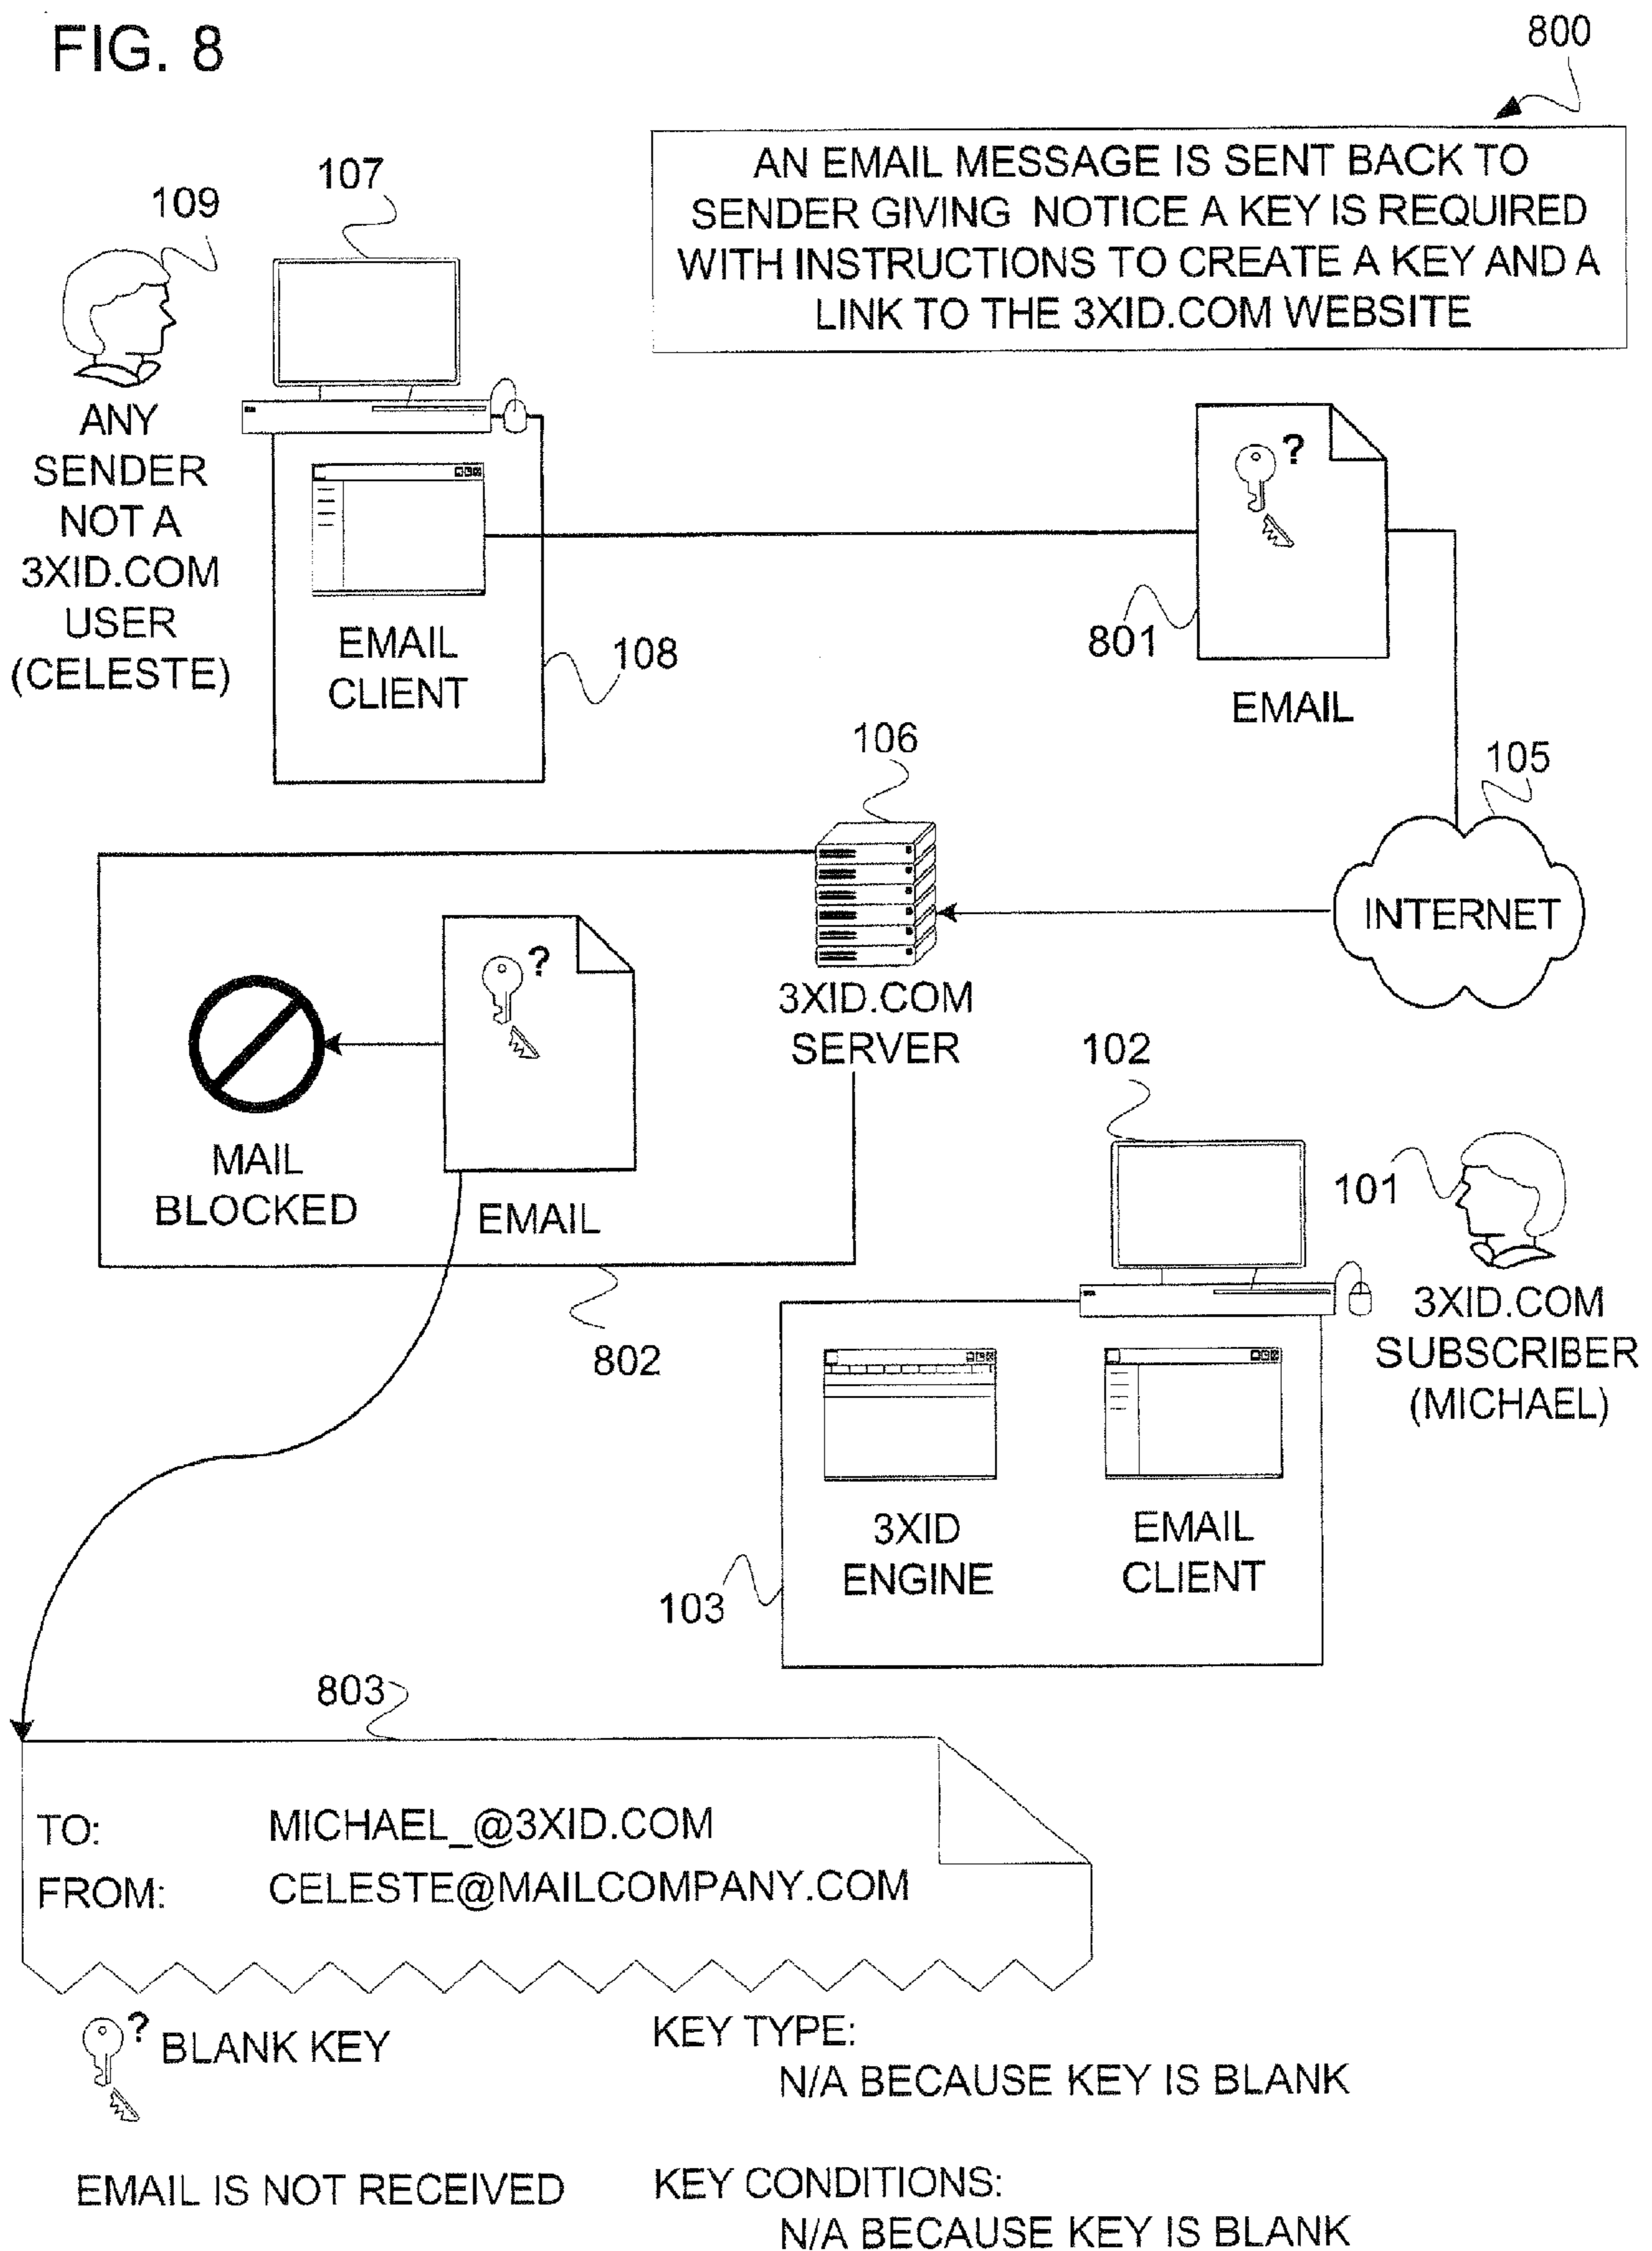 FIG. 8
800
AN EMAIL MESSAGE IS SENT BACK TO
SENDER GIVING NOTICE A KEY IS REQUIRED
WITH INSTRUCTIONS TO CREATE A KEY AND A
LINK TO THE 3XID.COM WEBSITE
107
109
ANY
SENDER
NOT A
3XID.COM
USER
(CELESTE)
EMAIL
CLIENT
108
?
801
EMAIL
106
105
INTERNET
3XID.COM
SERVER
?
MAIL
BLOCKED
EMAIL
802
102
101
3XID.COM
SUBSCRIBER
(MICHAEL)
3XID
ENGINE
EMAIL
CLIENT
103
803
TO: MICHAEL_@3XID.COM
FROM: CELESTE@MAILCOMPANY.COM
? BLANK KEY
KEY TYPE:
N/A BECAUSE KEY IS BLANK
EMAIL IS NOT RECEIVED
KEY CONDITIONS:
N/A BECAUSE KEY IS BLANK